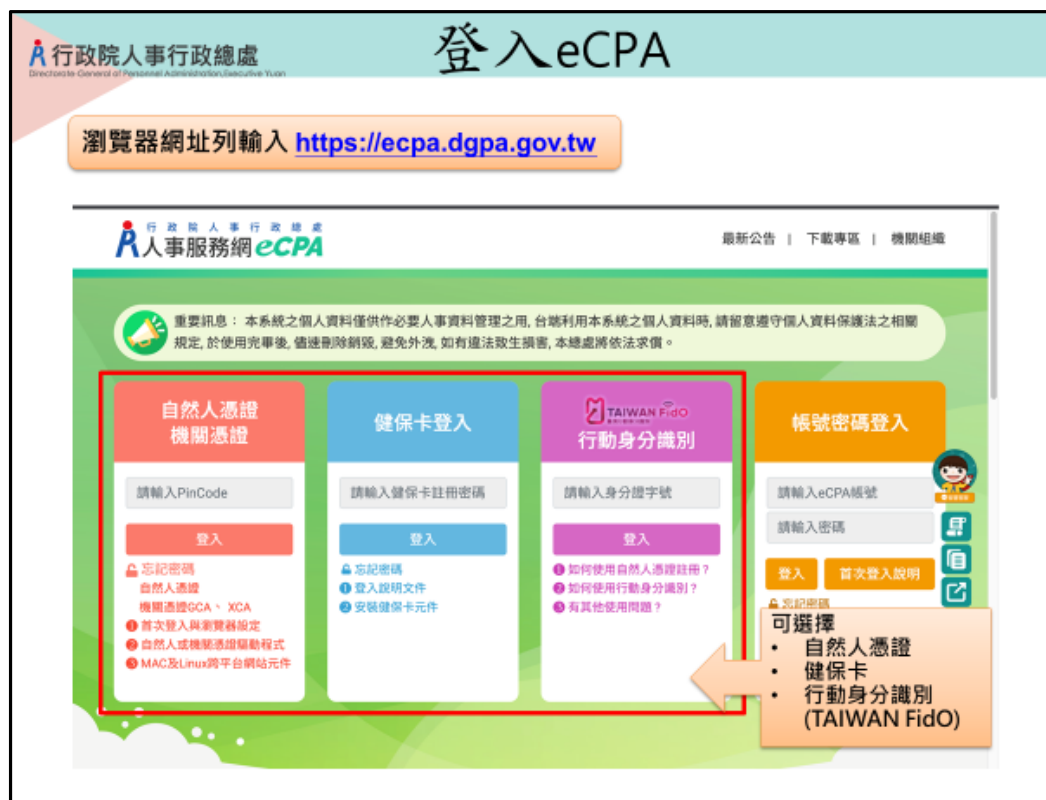 行政院人事行政總處
Directorate-General of Personnel Administration, Executive Yuan
登入eCPA
瀏覽器網址列輸入 https://ecpa.dgpa.gov.tw
行政院人事行政總處
人事服務網eCPA
最新公告 | 下載專區 | 機關組織
重要訊息： 本系統之個人資料僅供作必要人事資料管理之用, 台端利用本系統之個人資料時, 請留意遵守個人資料保護法之相關
規定, 於使用完畢後, 儘速刪除銷毀, 避免外洩, 如有違法致生損害, 本總處將依法求償。
自然人憑證
機關憑證
請輸入PinCode
登入
忘記密碼
自然人憑證
機關憑證GCA、 XCA
❶ 首次登入與瀏覽器設定
❷ 自然人或機關憑證驅動程式
❸ MAC及Linux跨平台網站元件
健保卡登入
請輸入健保卡註冊密碼
登入
忘記密碼
❶ 登入說明文件
❷ 安裝健保卡元件
TAIWAN FidO
行動身分識別
請輸入身分證字號
登入
❶ 如何使用自然人憑證註冊？
❷ 如何使用行動身分識別？
❸ 有其他使用問題？
帳號密碼登入
請輸入eCPA帳號
請輸入密碼
登入
首次登入說明
忘記密碼
可選擇
• 自然人憑證
• 健保卡
• 行動身分識別
(TAIWAN FidO)